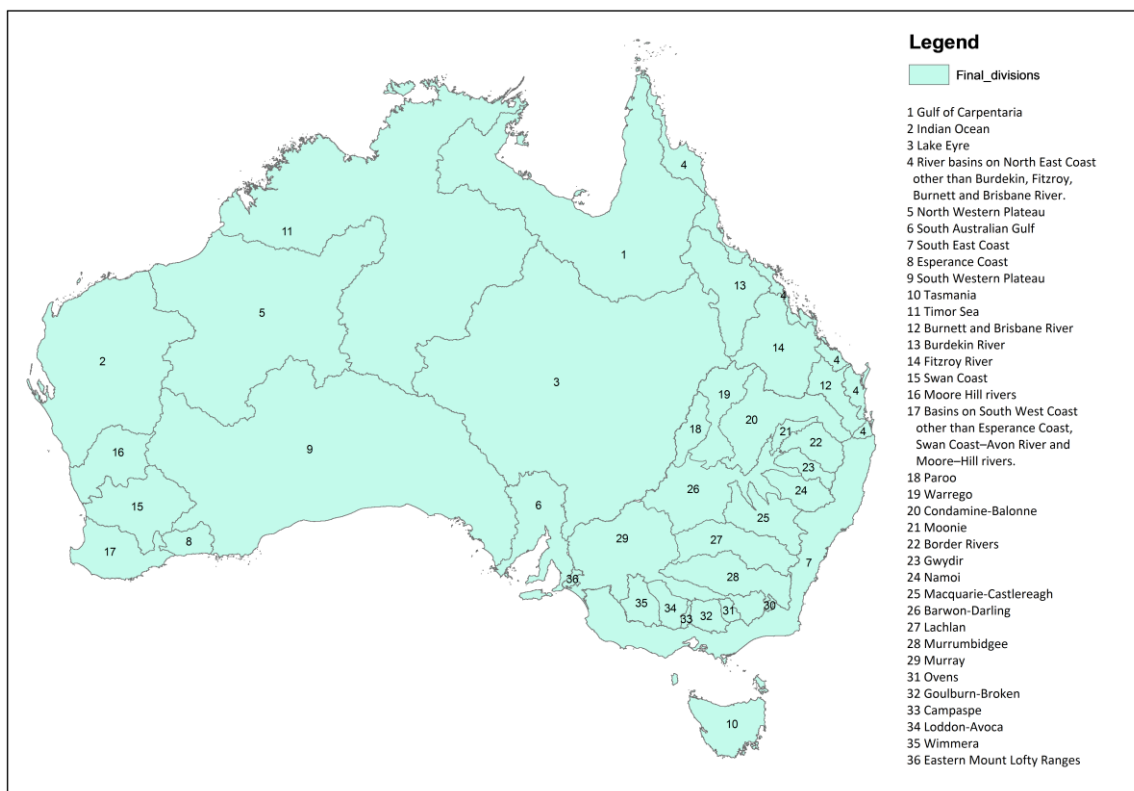 Legend
Final_divisions
1 Gulf of Carpentaria
2 Indian Ocean
3 Lake Eyre
4 River basins on North East Coast
other than Burdekin, Fitzroy,
Burnett and Brisbane River.
5 North Western Plateau
6 South Australian Gulf
7 South East Coast
8 Esperance Coast
9 South Western Plateau
10 Tasmania
11 Timor Sea
12 Burnett and Brisbane River
13 Burdekin River
14 Fitzroy River
15 Swan Coast
16 Moore Hill rivers
17 Basins on South West Coast
other than Esperance Coast,
Swan Coast–Avon River and
Moore–Hill rivers.
18 Paroo
19 Warrego
20 Condamine-Balonne
21 Moonie
22 Border Rivers
23 Gwydir
24 Namoi
25 Macquarie-Castlereagh
26 Barwon-Darling
27 Lachlan
28 Murrumbidgee
29 Murray
31 Ovens
32 Goulburn-Broken
33 Campaspe
34 Loddon-Avoca
35 Wimmera
36 Eastern Mount Lofty Ranges
4
11
1
13
4
5
14
2
4
3
12
4
19
20
18
21
4
22
16
9
23
26
24
6
15
25
29
27
8
17
7
36
28
35
34
33
32
31
30
10